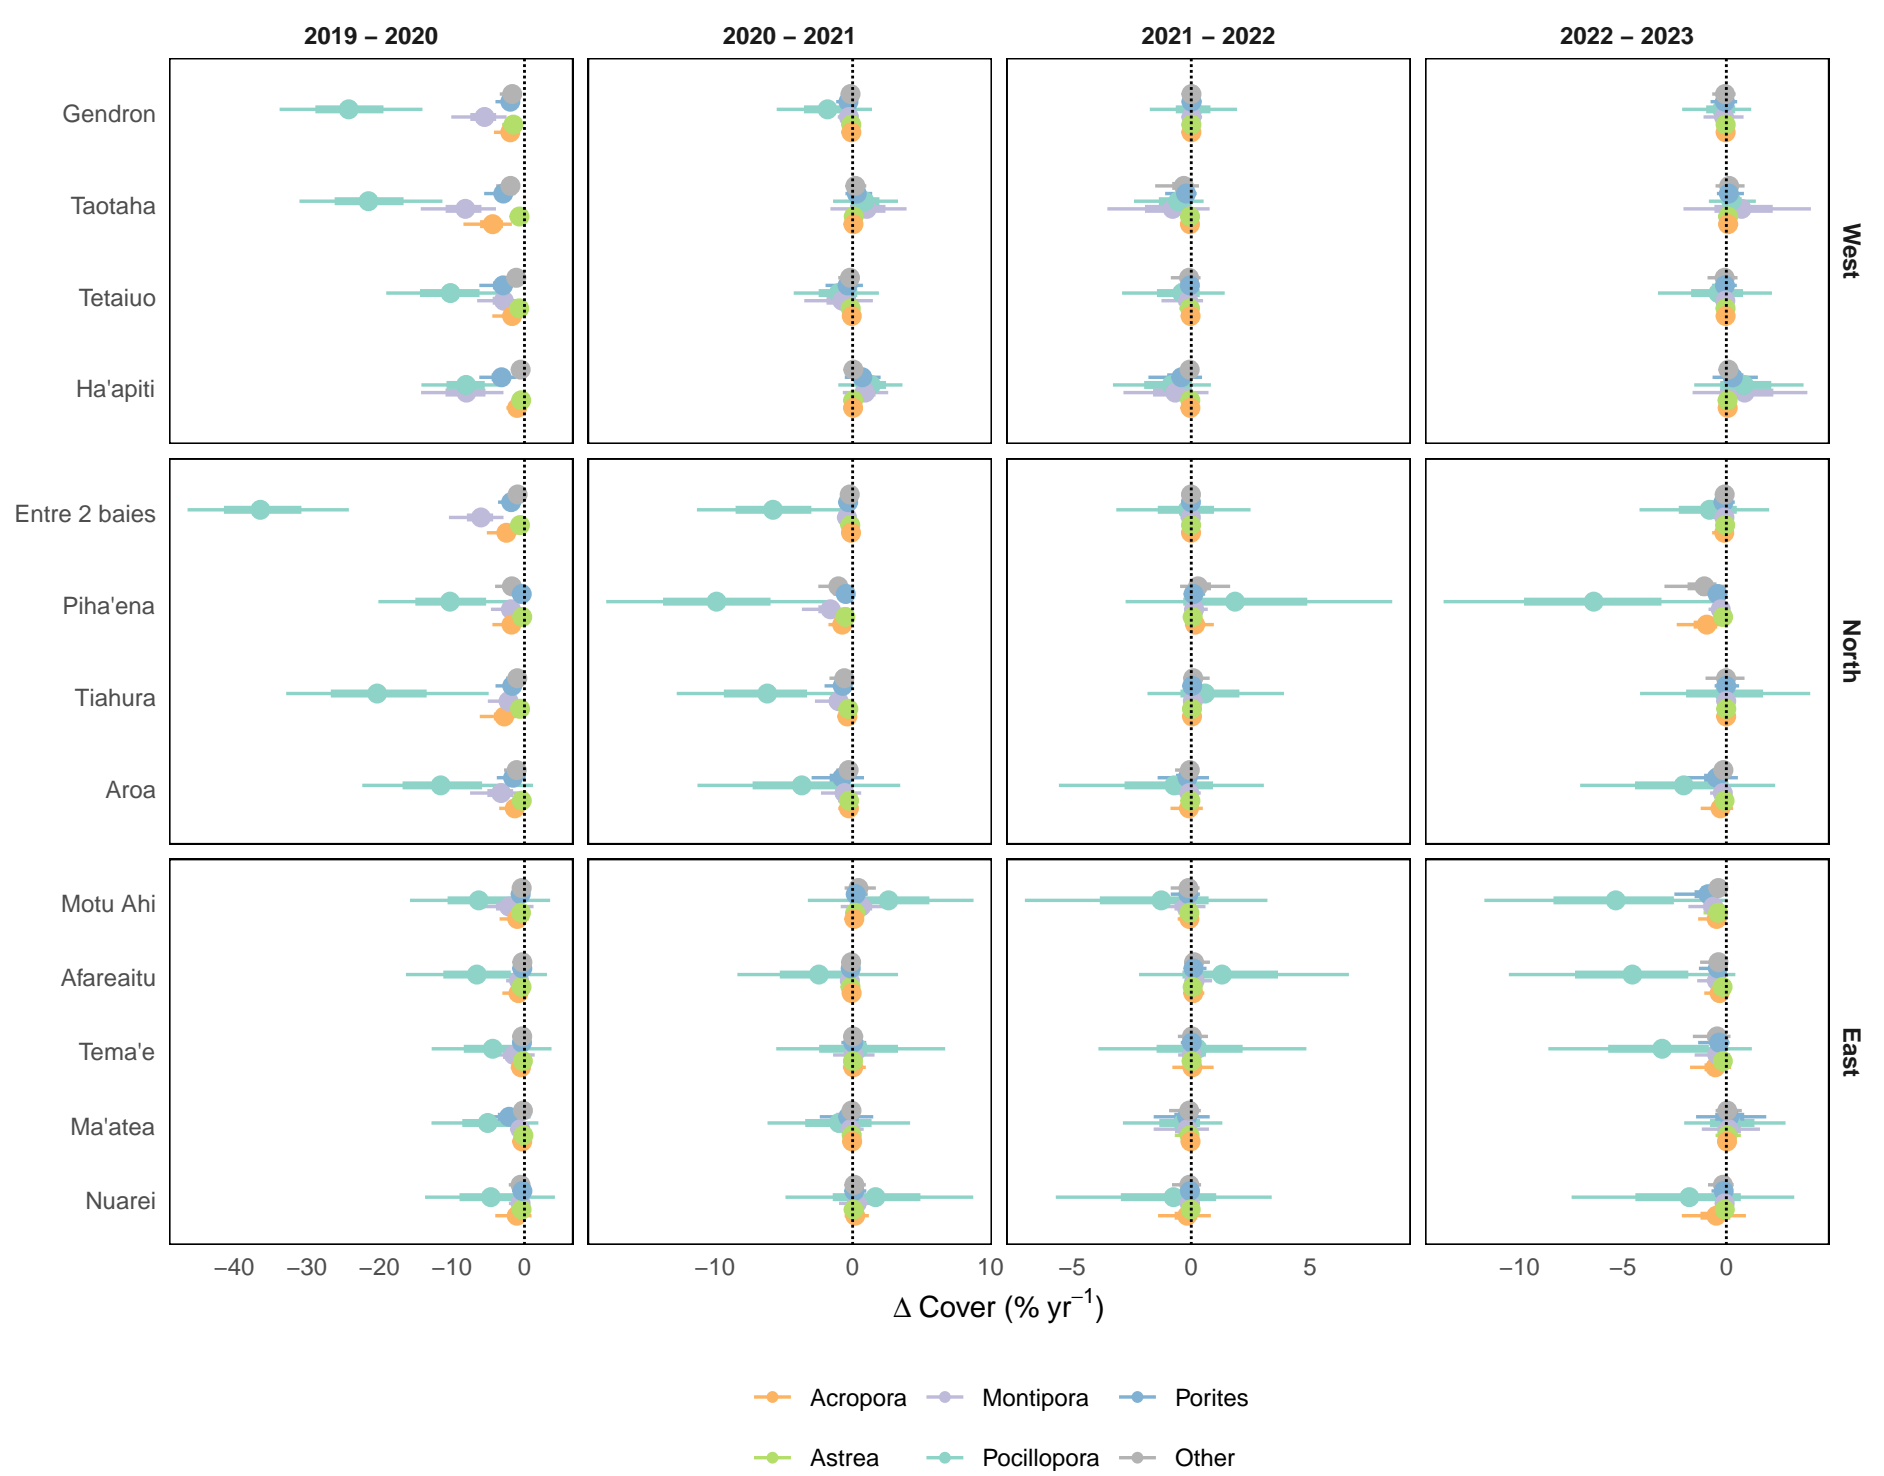 2019 – 2020 2020 – 2021 2021 – 2022 2022 – 2023
Gendron
Taotaha
Tetaiuo
Ha'apiti
West
Entre 2 baies
Piha'ena
Tiahura
Aroa
North
Motu Ahi
Afareaitu
Tema'e
Ma'atea
Nuarei
East
−40 −30 −20 −10 0 −10 0 10 −5 0 5 −10 −5 0
Δ Cover (% yr⁻¹)
Acropora Montipora Porites
Astrea Pocillopora Other